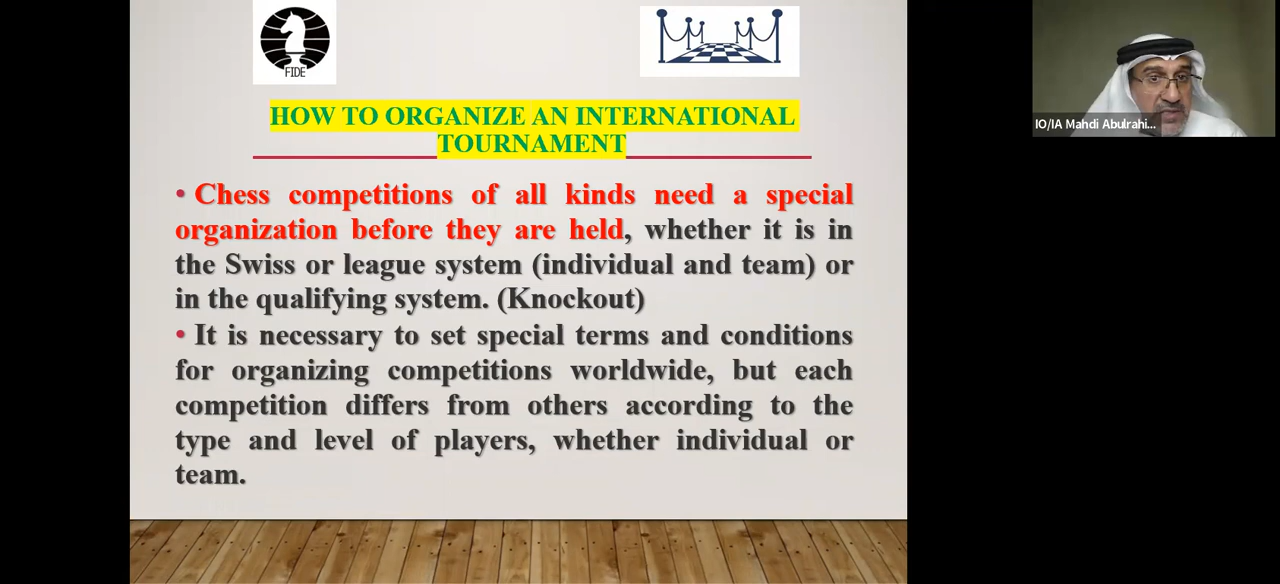 FIDE
HOW TO ORGANIZE AN INTERNATIONAL
TOURNAMENT
• Chess competitions of all kinds need a special
organization before they are held, whether it is in
the Swiss or league system (individual and team) or
in the qualifying system. (Knockout)
• It is necessary to set special terms and conditions
for organizing competitions worldwide, but each
competition differs from others according to the
type and level of players, whether individual or
team.
IO/IA Mahdi Abulrahi...